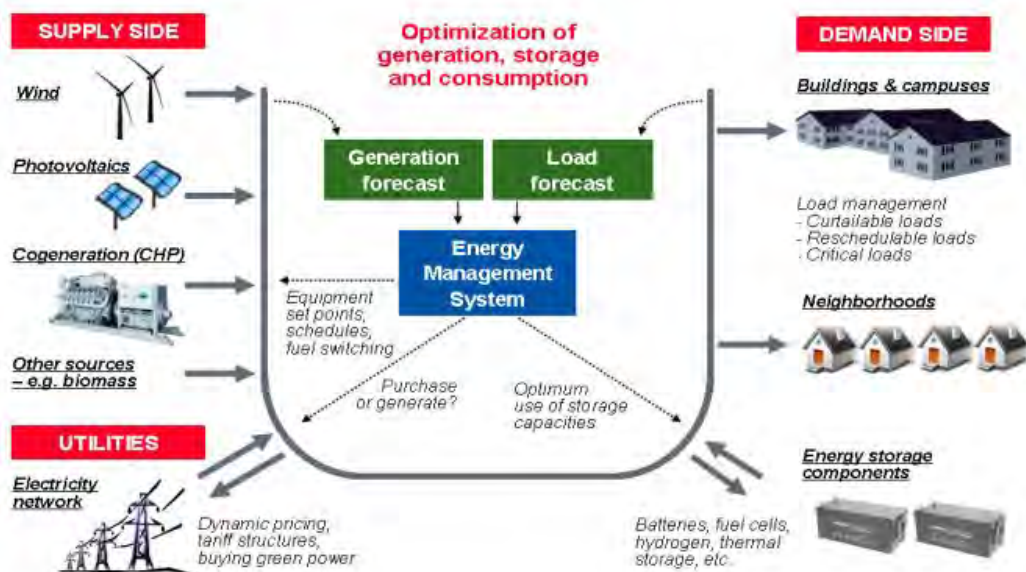 SUPPLY SIDE
Wind
Photovoltaics
Cogeneration (CHP)
Other sources
– e.g. biomass
UTILITIES
Electricity
network
Dynamic pricing,
tariff structures,
buying green power
Optimization of
generation, storage
and consumption
Generation
forecast
Load
forecast
Energy
Management
System
Equipment
set points,
schedules,
fuel switching
Purchase
or generate?
Optimum
use of storage
capacities
DEMAND SIDE
Buildings & campuses
Load management
- Curtailable loads
- Reschedulable loads
- Critical loads
Neighborhoods
Energy storage
components
Batteries, fuel cells,
hydrogen, thermal
storage, etc.